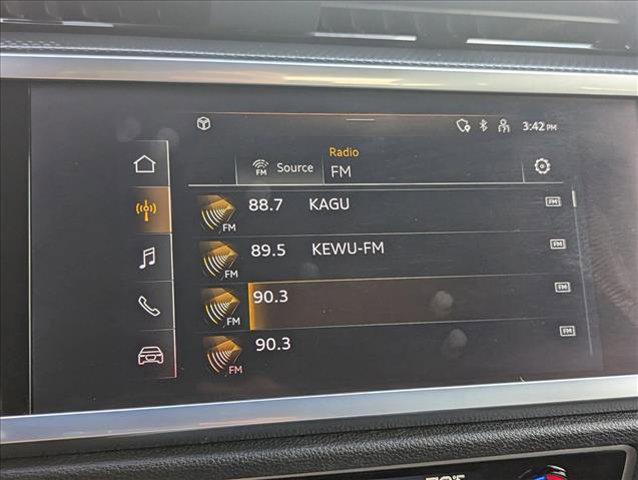 3:42 PM
Radio
FM Source FM
88.7 KAGU FM
FM
89.5 KEWU-FM FM
FM
90.3 FM
FM
90.3 FM
FM